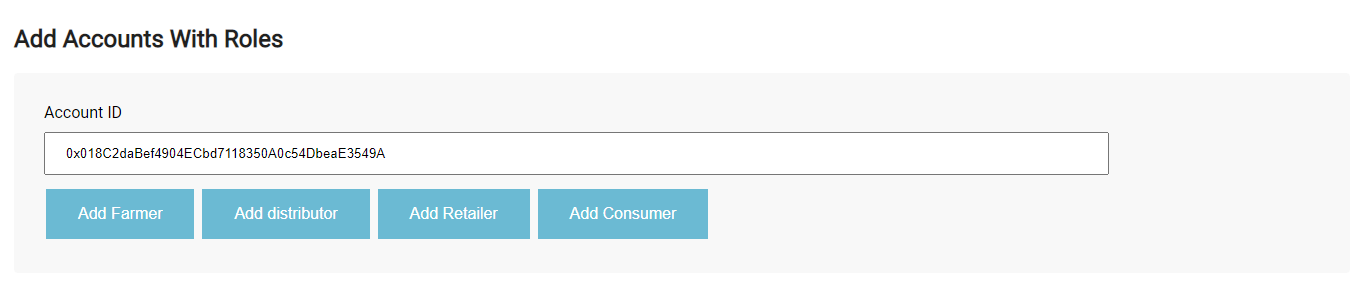 Add Accounts With Roles
Account ID
0x018C2daBef4904ECbd7118350A0c54DbeaE3549A
Add Farmer
Add distributor
Add Retailer
Add Consumer